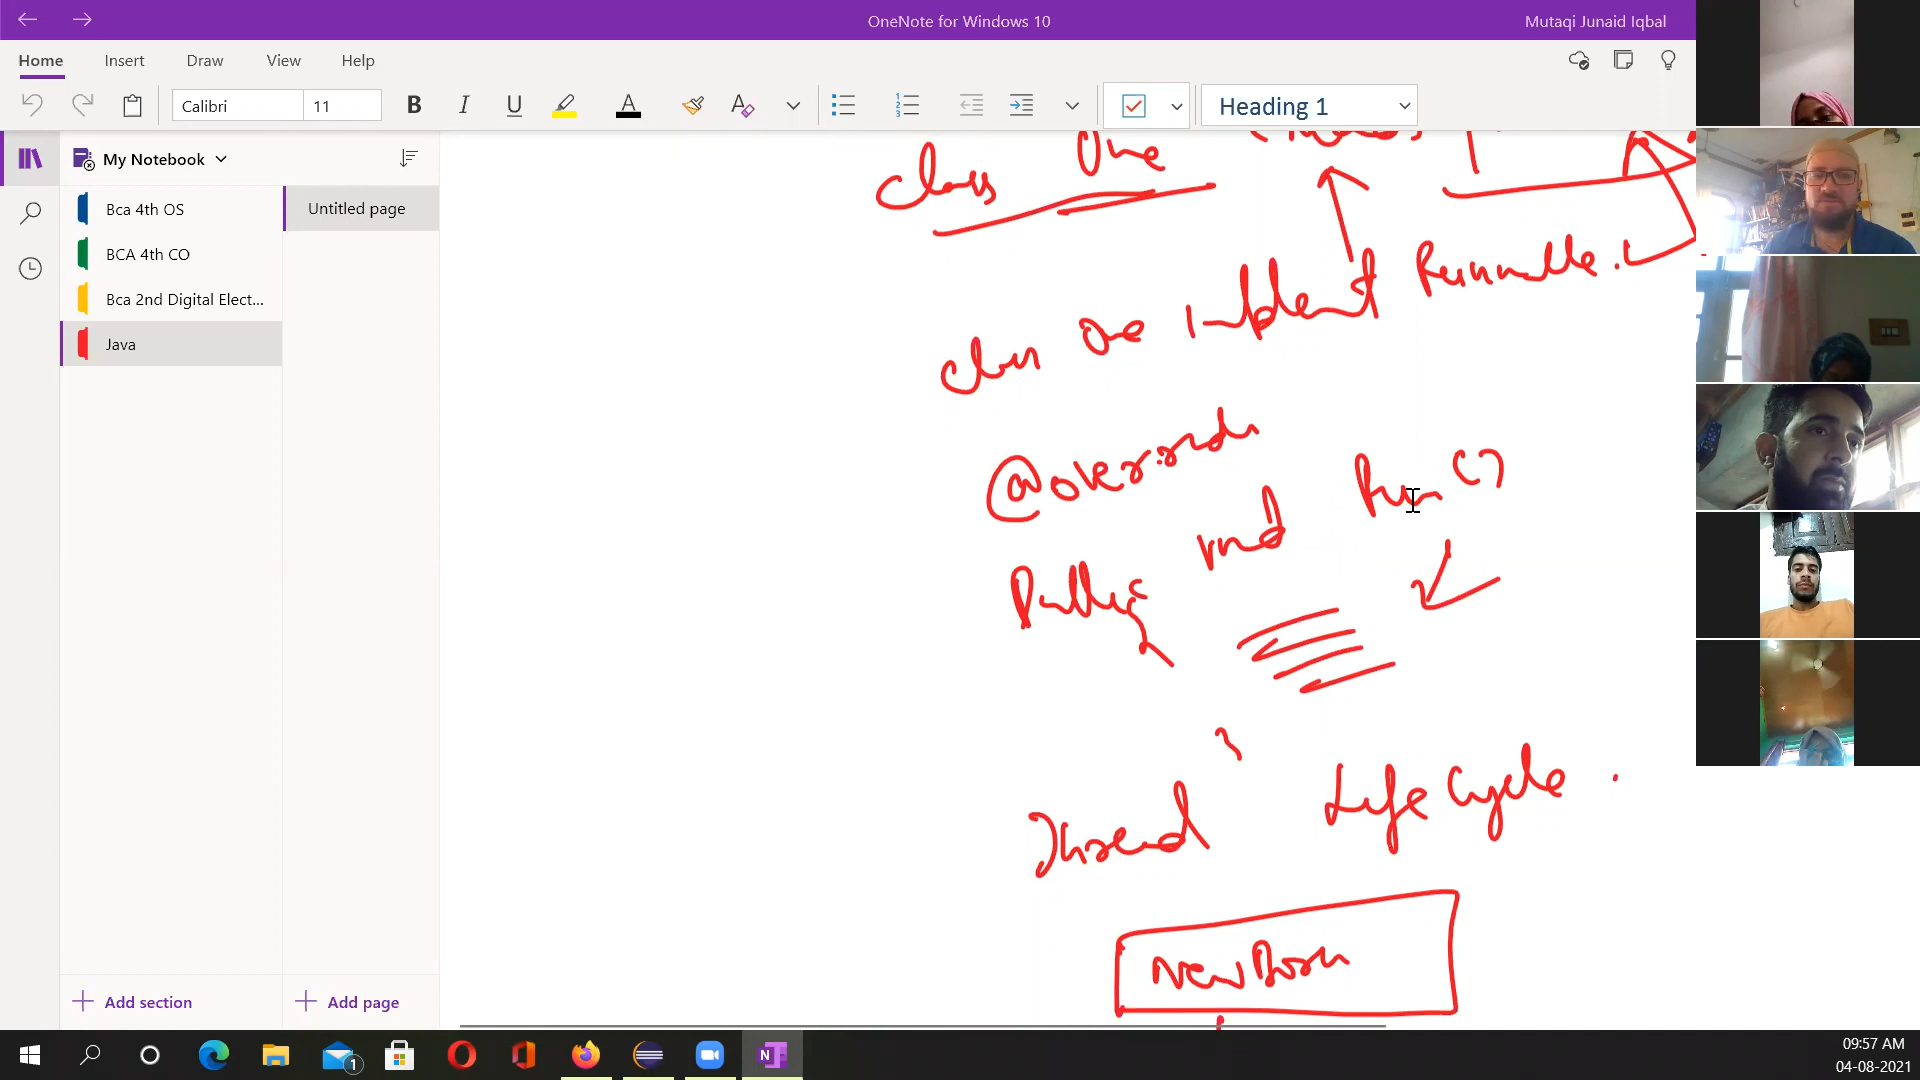 OneNote for Windows 10
Mutaqi Junaid Iqbal
Home Insert Draw View Help
Calibri 11 B I U A A Heading 1
My Notebook
Bca 4th OS
BCA 4th CO
Bca 2nd Digital Elect...
Java
Untitled page
class One
class One implement Runnable.
@override
Public void Run()
Thread LifeCycle.
New Born
Add section
Add page
1
09:57 AM
04-08-2021